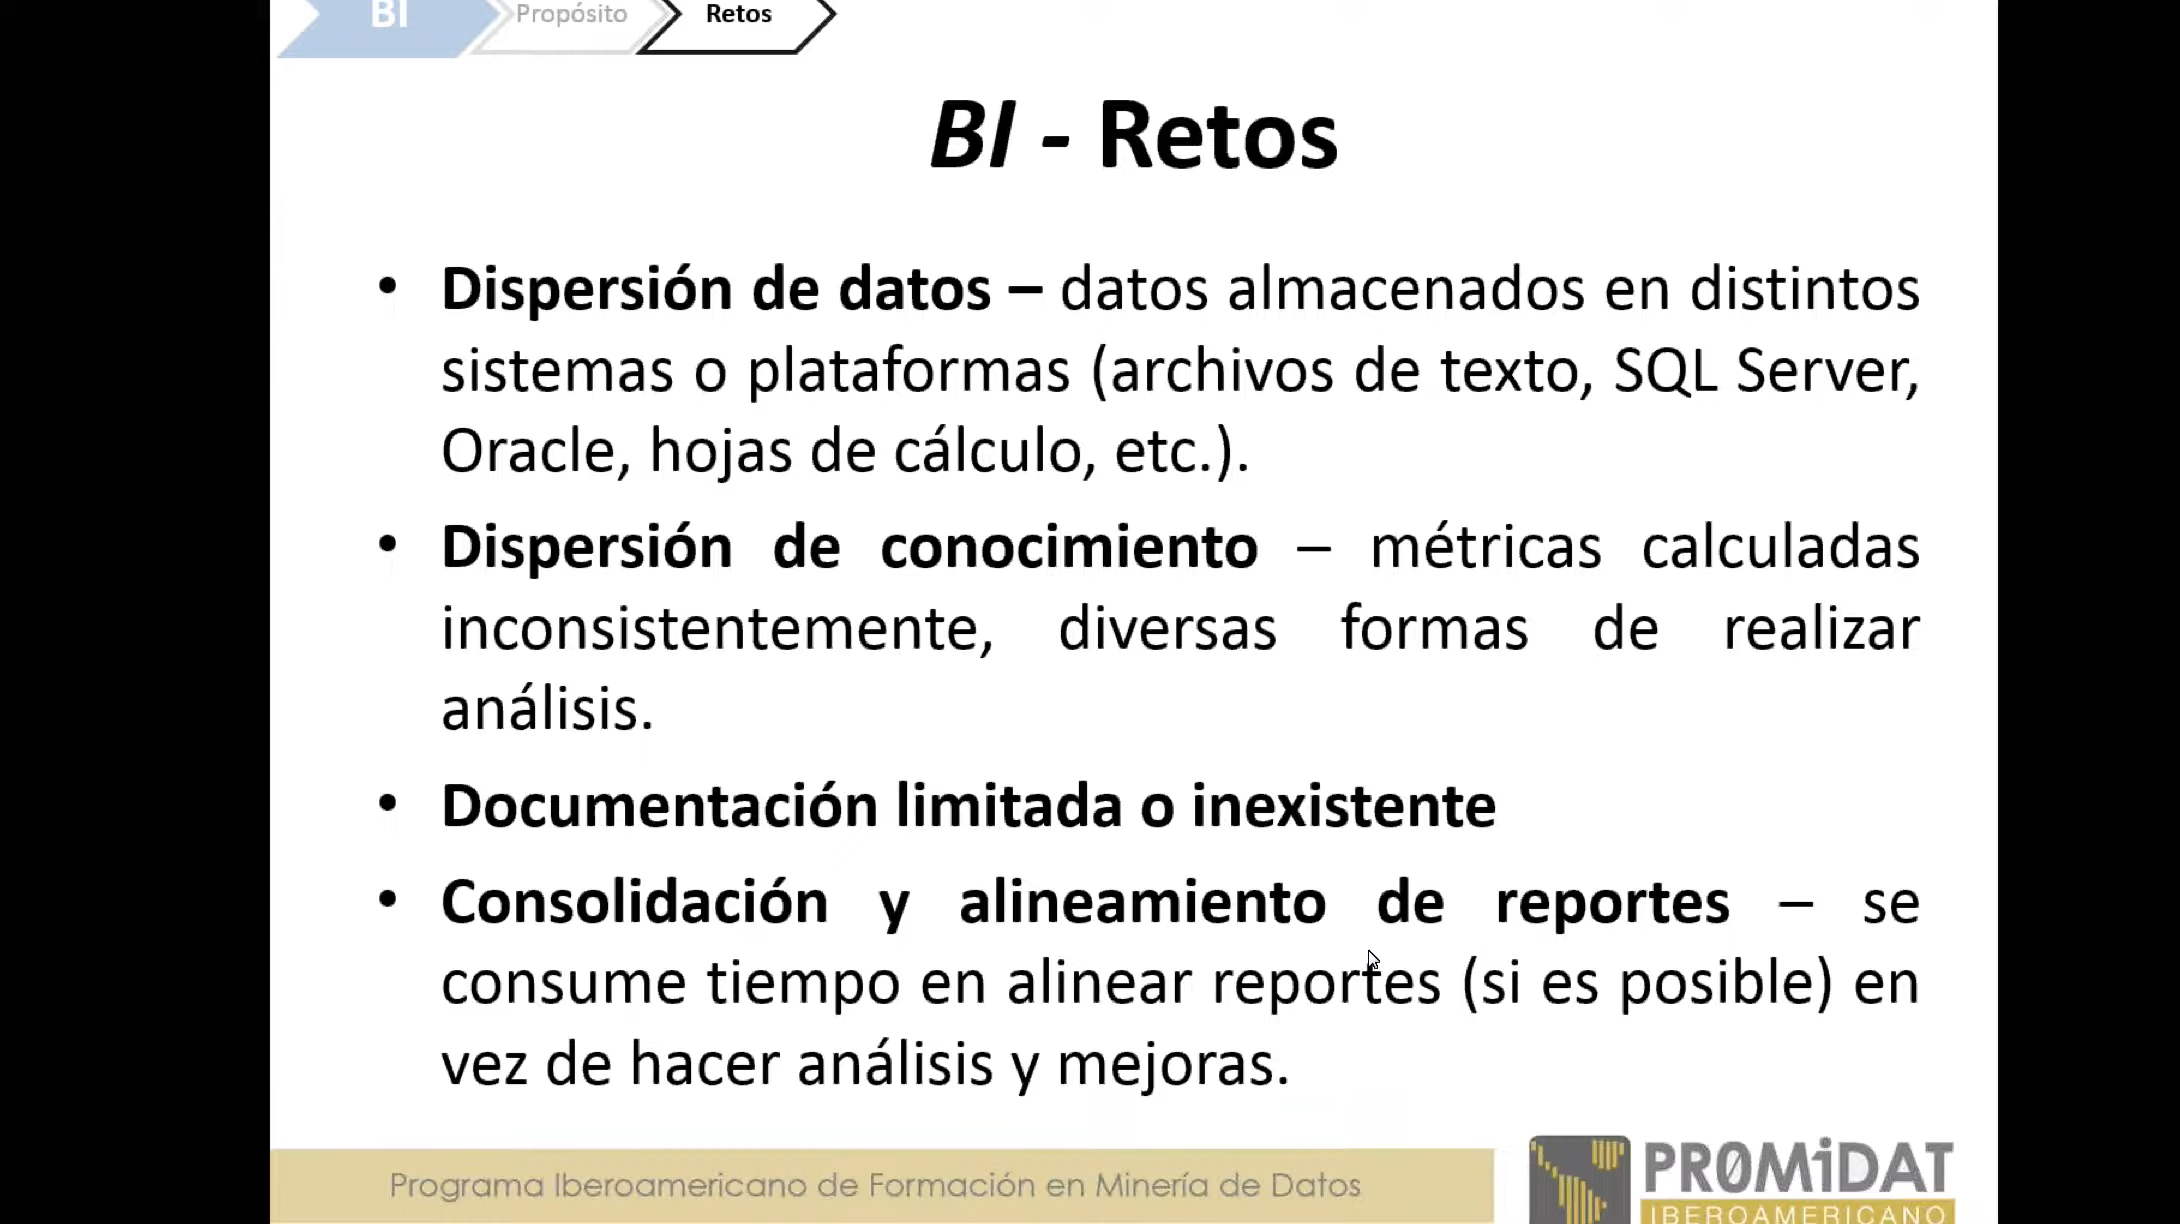 BI Propósito Retos
BI - Retos
• Dispersión de datos – datos almacenados en distintos
sistemas o plataformas (archivos de texto, SQL Server,
Oracle, hojas de cálculo, etc.).
• Dispersión de conocimiento – métricas calculadas
inconsistentemente, diversas formas de realizar
análisis.
• Documentación limitada o inexistente
• Consolidación y alineamiento de reportes – se
consume tiempo en alinear reportes (si es posible) en
vez de hacer análisis y mejoras.
Programa Iberoamericano de Formación en Minería de Datos
PR0MiDAT
IBEROAMERICANO